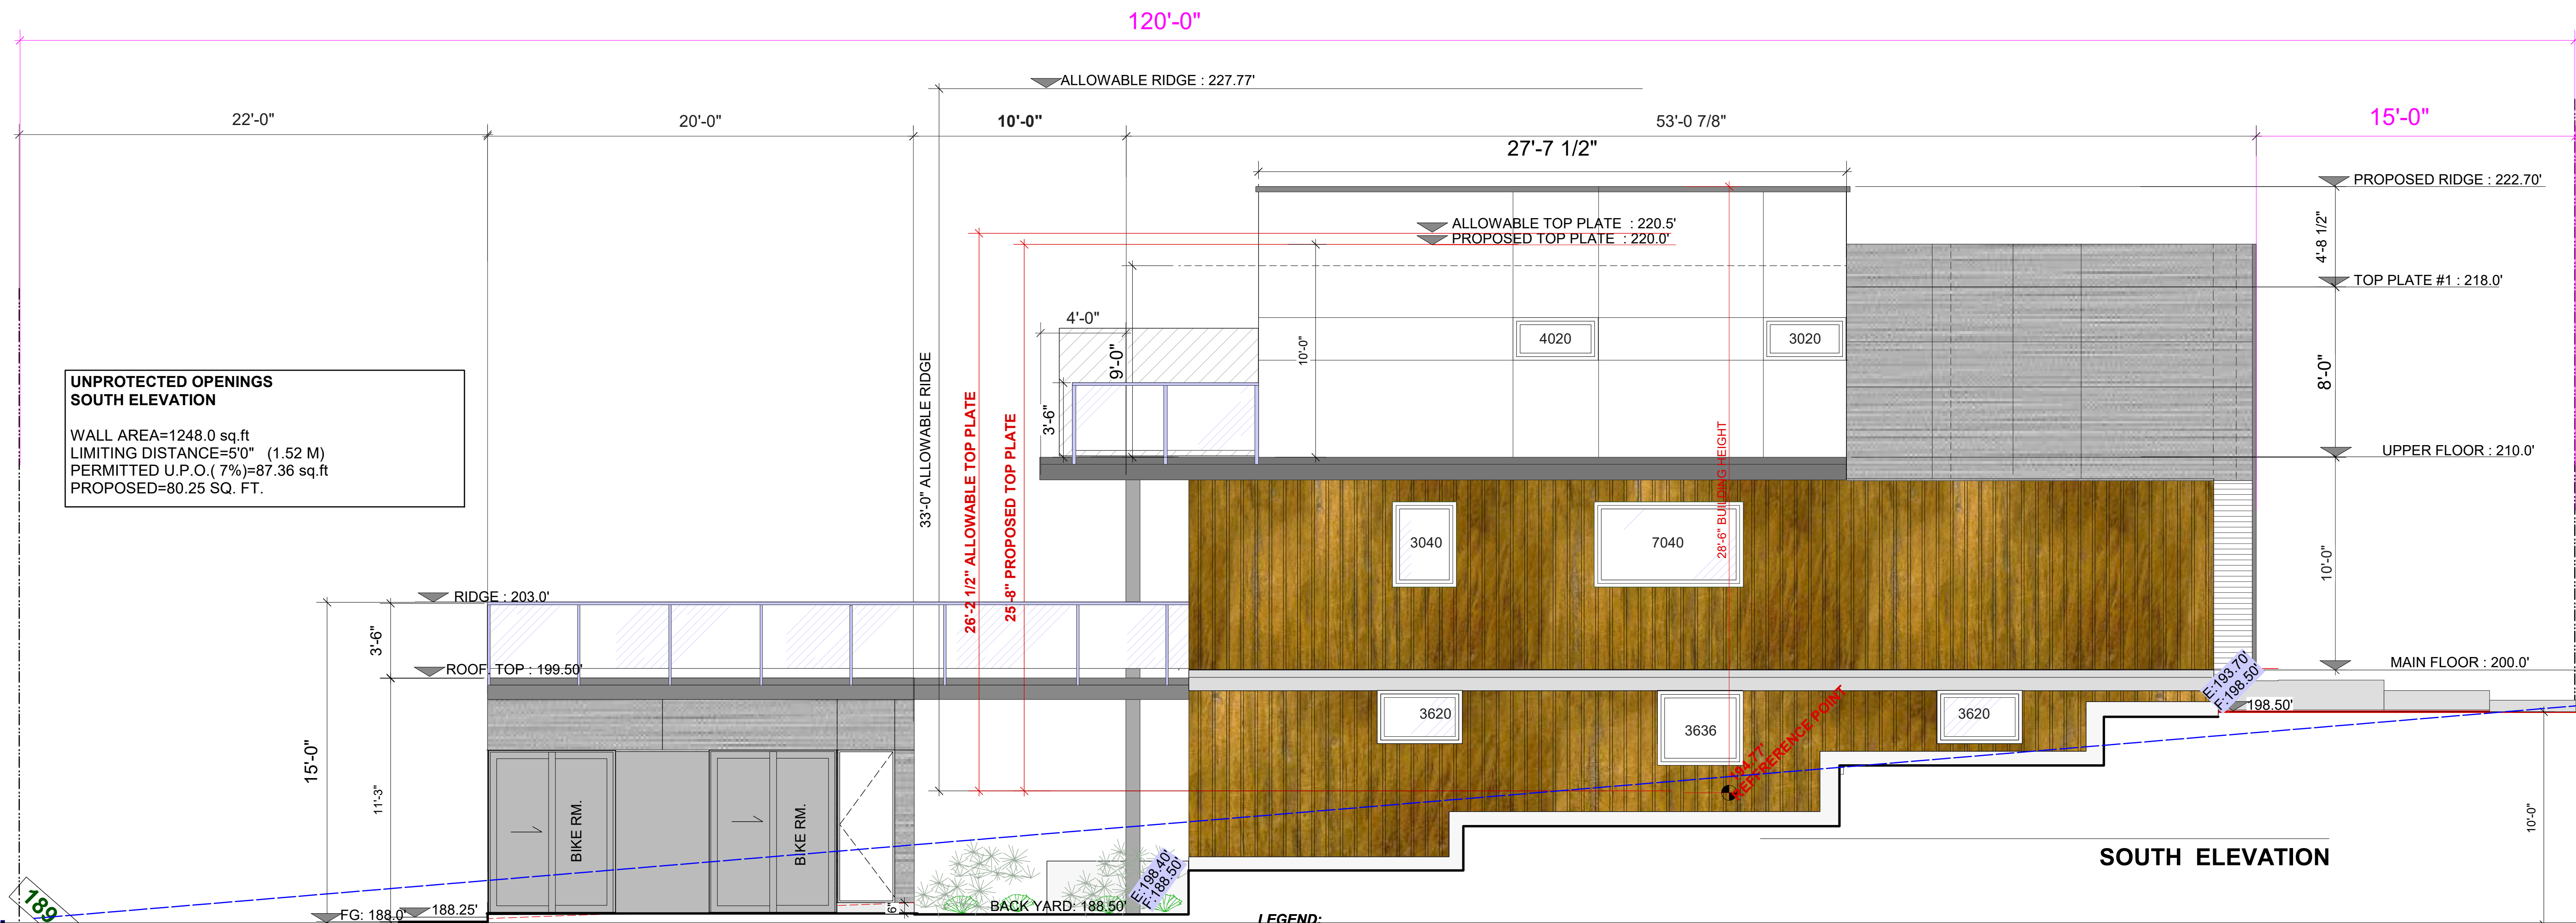 120'-0"
ALLOWABLE RIDGE : 227.77'
22'-0"
20'-0"
10'-0"
53'-0 7/8"
15'-0"
27'-7 1/2"
PROPOSED RIDGE : 222.70'
ALLOWABLE TOP PLATE : 220.5'
PROPOSED TOP PLATE : 220.0'
4'-8 1/2"
TOP PLATE #1 : 218.0'
4'-0"
4020
3020
9'-0"
10'-0"
33'-0" ALLOWABLE RIDGE
26'-2 1/2" ALLOWABLE TOP PLATE
25'-8" PROPOSED TOP PLATE
28'-6" BUILDING HEIGHT
8'-0"
UNPROTECTED OPENINGS
SOUTH ELEVATION
WALL AREA=1248.0 sq.ft
LIMITING DISTANCE=5'0" (1.52 M)
PERMITTED U.P.O.( 7%)=87.36 sq.ft
PROPOSED=80.25 SQ. FT.
3'-6"
UPPER FLOOR : 210.0'
3040
7040
10'-0"
RIDGE : 203.0'
3'-6"
ROOF TOP : 199.50'
MAIN FLOOR : 200.0'
E:193.70'
F:198.50'
198.50'
3620
3636
3620
194.77'
REFRERENCE POINT
15'-0"
11'-3"
BIKE RM.
BIKE RM.
10'-0"
SOUTH ELEVATION
E:198.40'
F:188.50'
189
FG: 188.0'
188.25'
6"
BACK YARD: 188.50'
LEGEND: